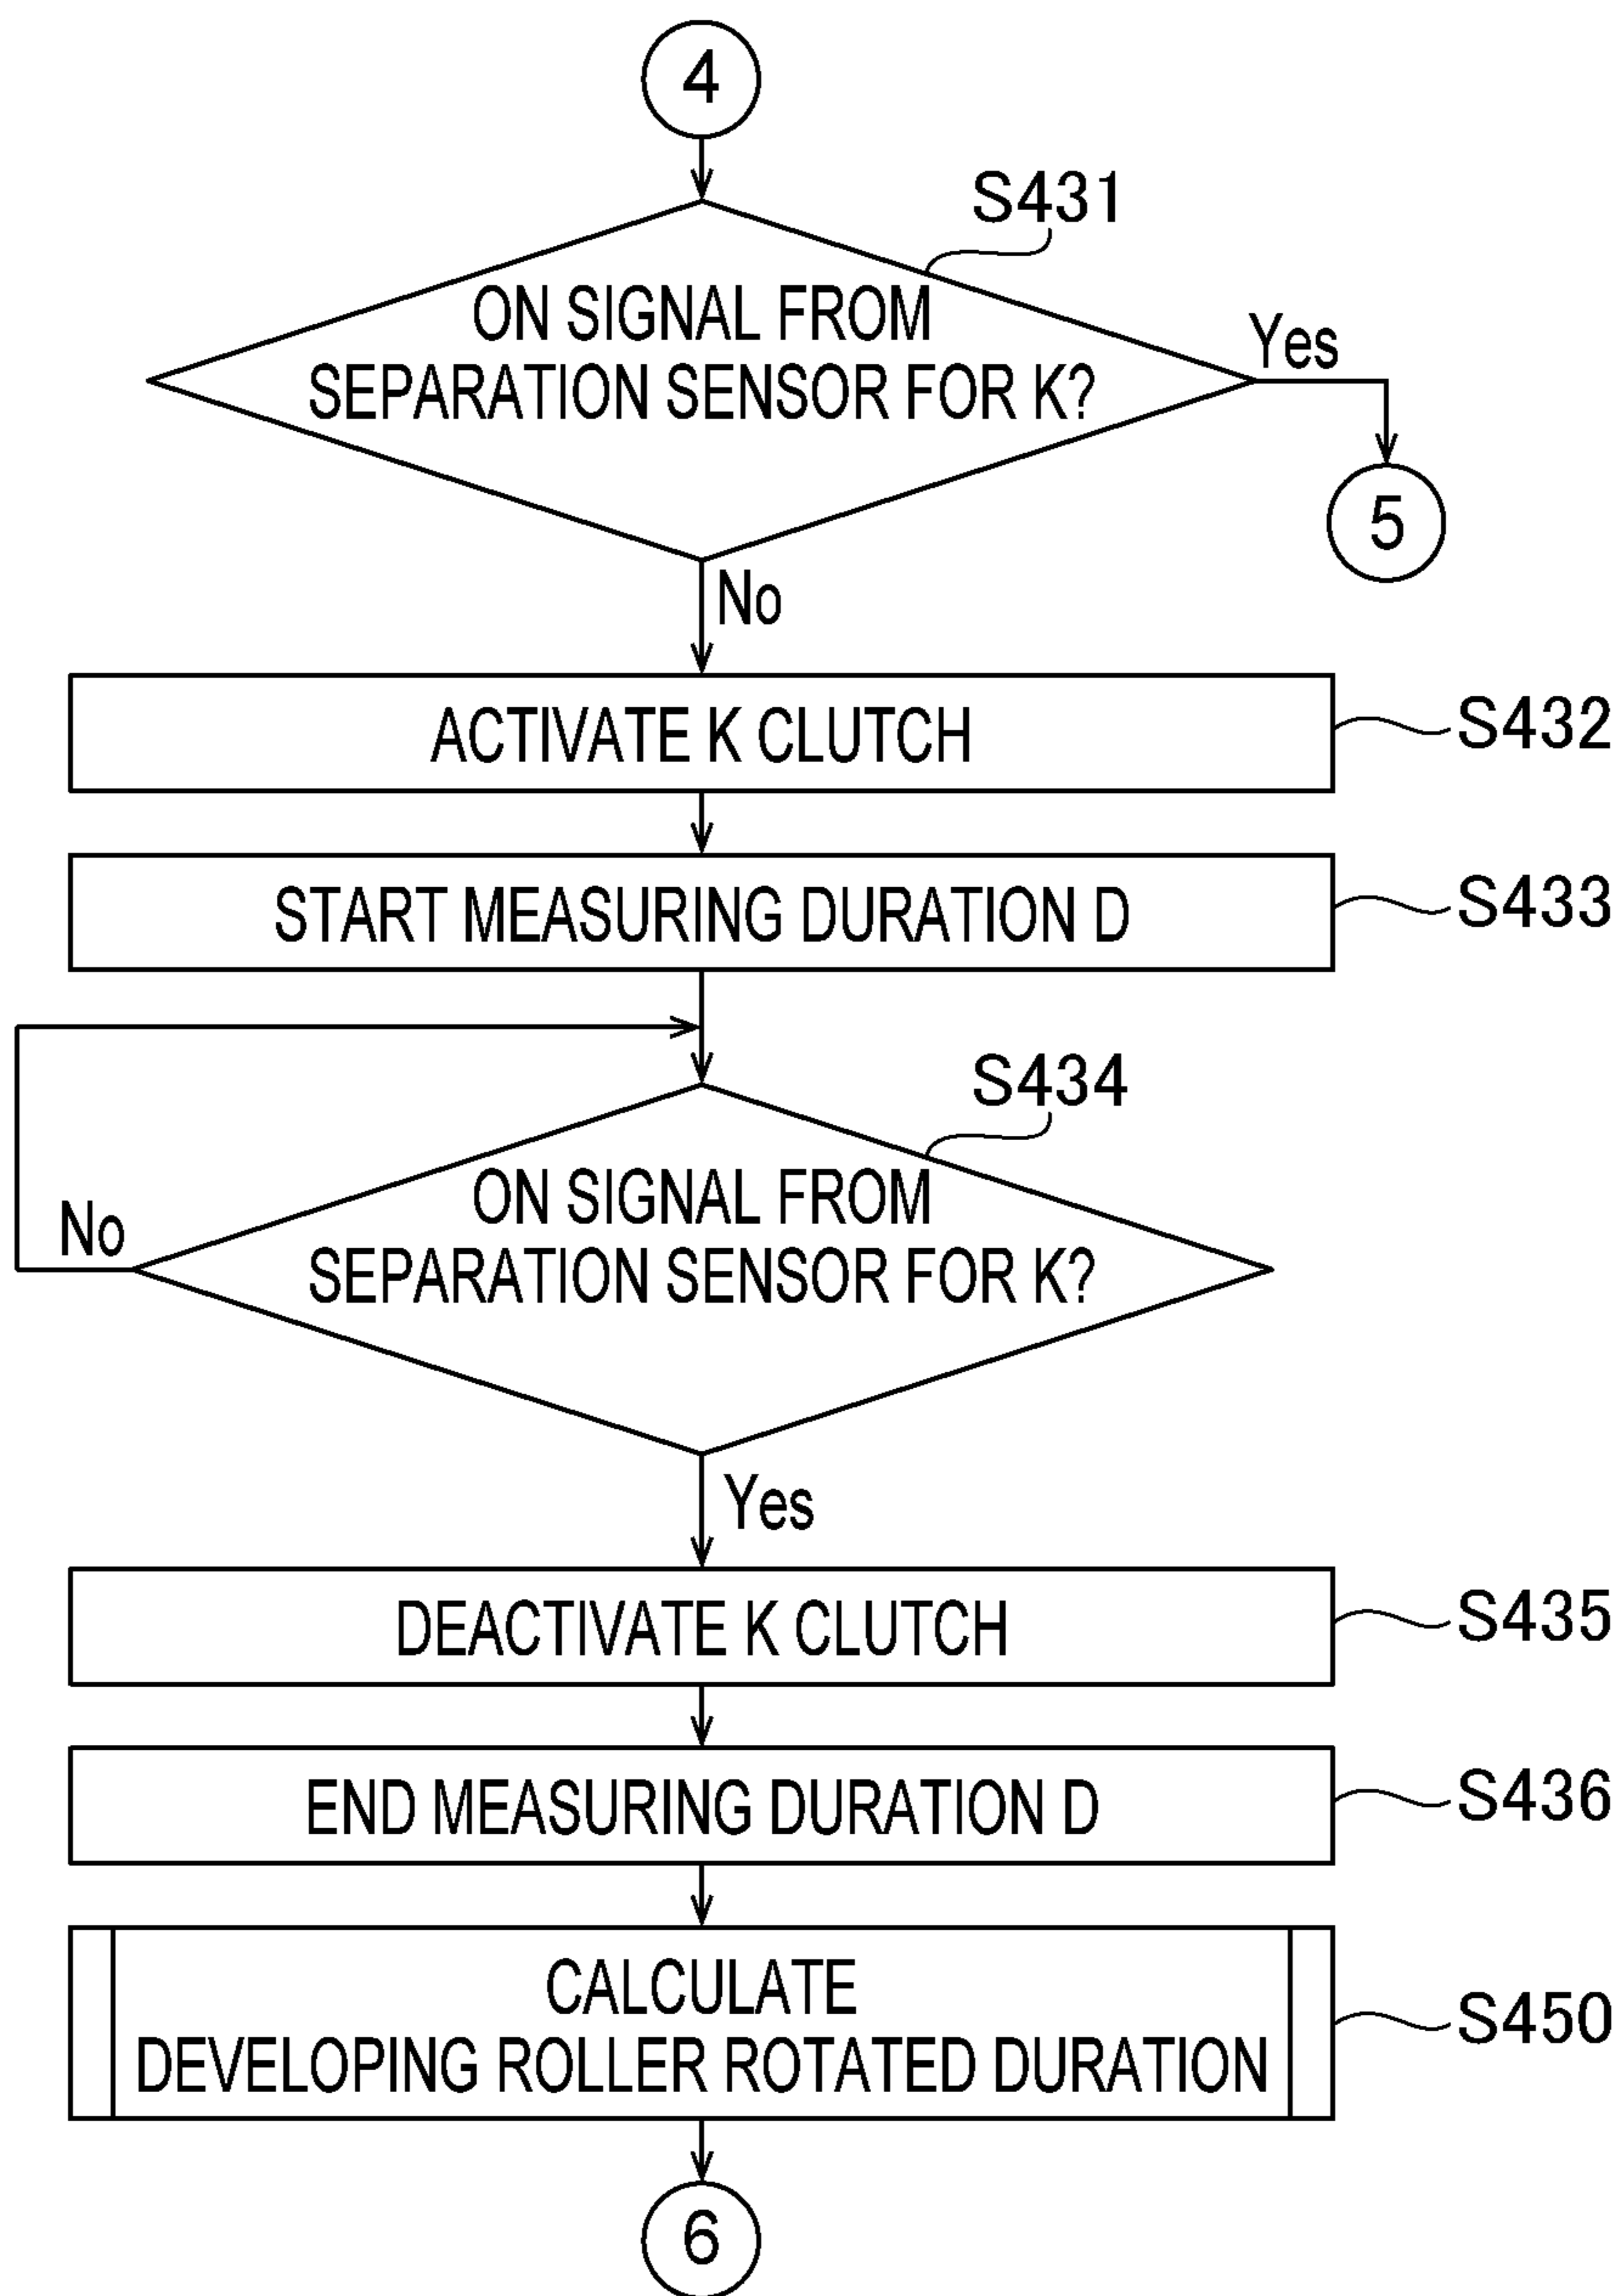 4
S431
ON SIGNAL FROM
SEPARATION SENSOR FOR K?
Yes
5
No
ACTIVATE K CLUTCH
S432
START MEASURING DURATION D
S433
S434
ON SIGNAL FROM
SEPARATION SENSOR FOR K?
No
Yes
DEACTIVATE K CLUTCH
S435
END MEASURING DURATION D
S436
CALCULATE
DEVELOPING ROLLER ROTATED DURATION
S450
6